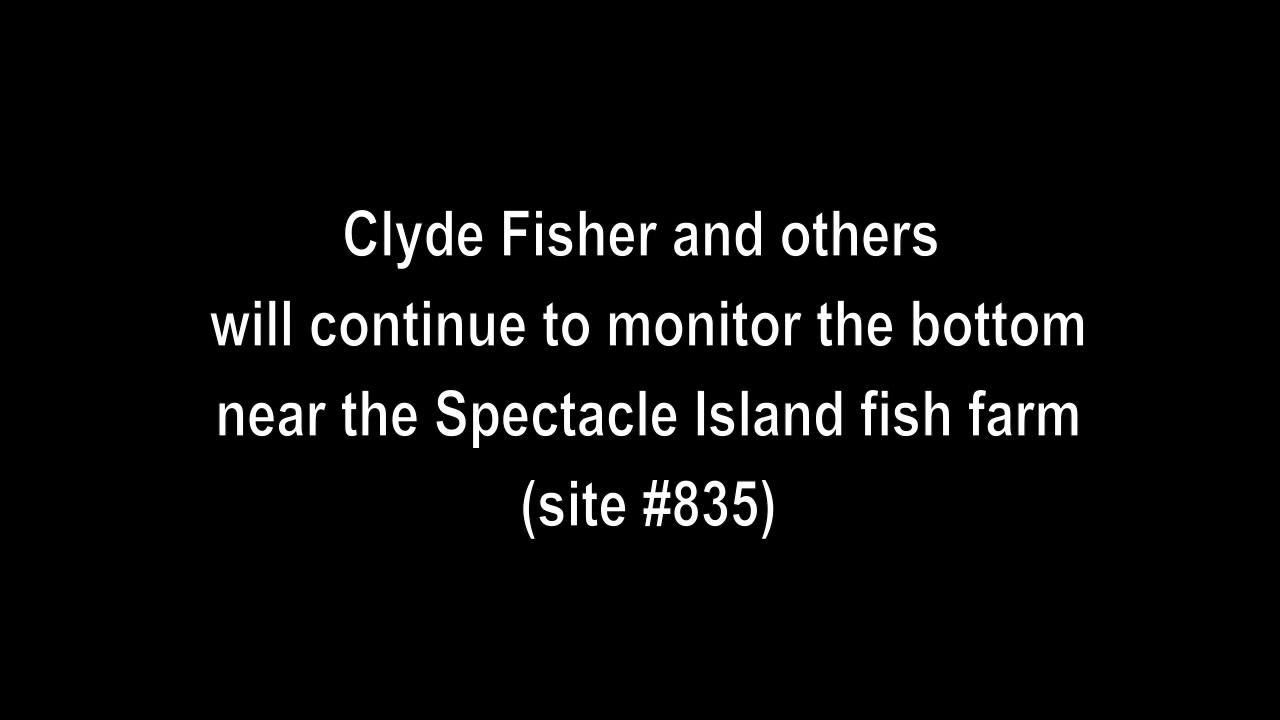 Clyde Fisher and others
will continue to monitor the bottom
near the Spectacle Island fish farm
(site #835)